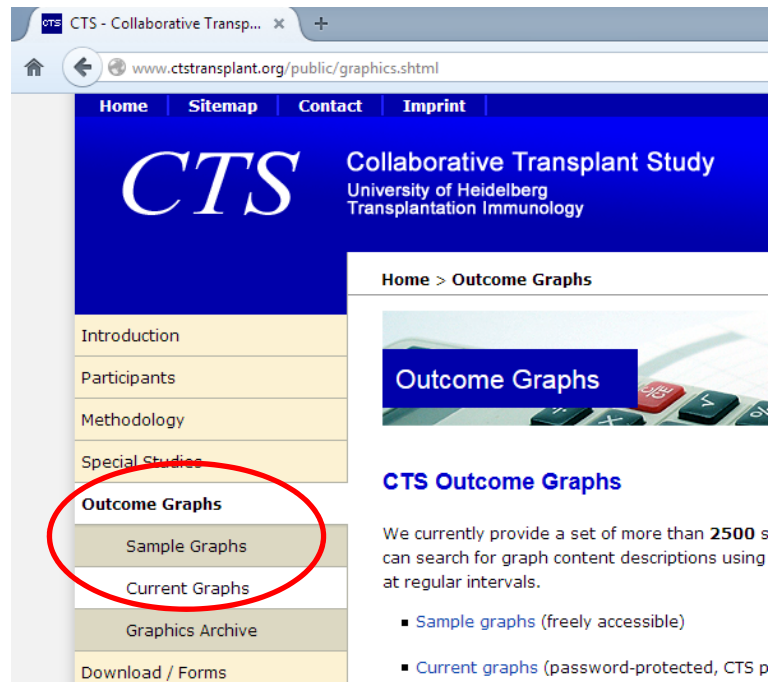 CTS CTS - Collaborative Transp... × +
www.ctstransplant.org/public/graphics.shtml
Home Sitemap Contact Imprint
CTS
Collaborative Transplant Study
University of Heidelberg
Transplantation Immunology
Home > Outcome Graphs
Introduction
Participants
Methodology
Special Studies
Outcome Graphs
Sample Graphs
Current Graphs
Graphics Archive
Download / Forms
Outcome Graphs
CTS Outcome Graphs
We currently provide a set of more than 2500 s
can search for graph content descriptions using
at regular intervals.
▪ Sample graphs (freely accessible)
▪ Current graphs (password-protected, CTS p